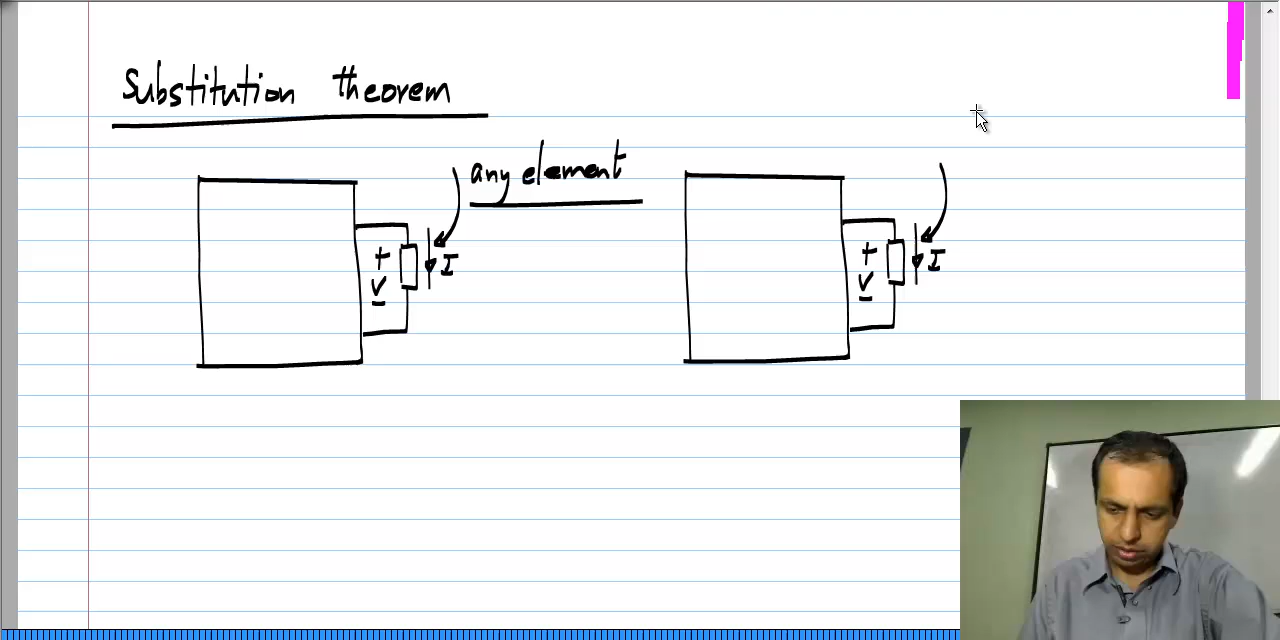 Substitution theorem
any element
+ +
I I
V V